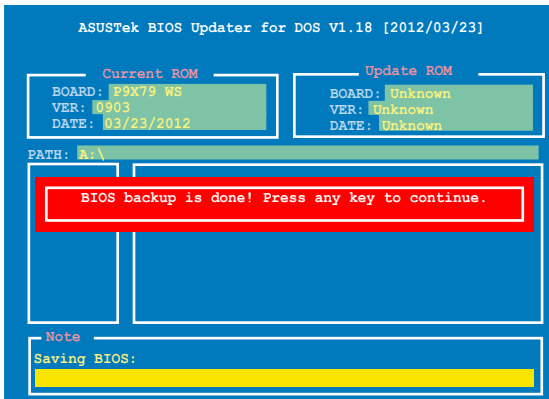 ASUSTek BIOS Updater for DOS V1.18 [2012/03/23]
Current ROM
BOARD: P9X79 WS
VER: 0903
DATE: 03/23/2012
Update ROM
BOARD: Unknown
VER: Unknown
DATE: Unknown
PATH: A:\
BIOS backup is done! Press any key to continue.
Note
Saving BIOS: